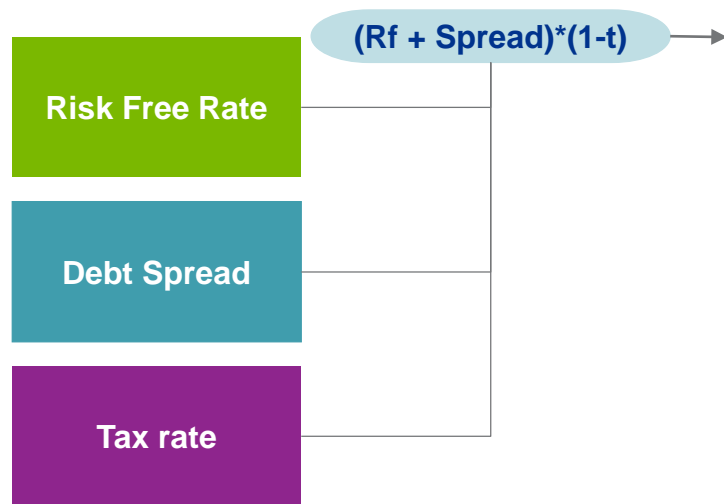 (Rf + Spread)*(1-t)
Risk Free Rate
Debt Spread
Tax rate